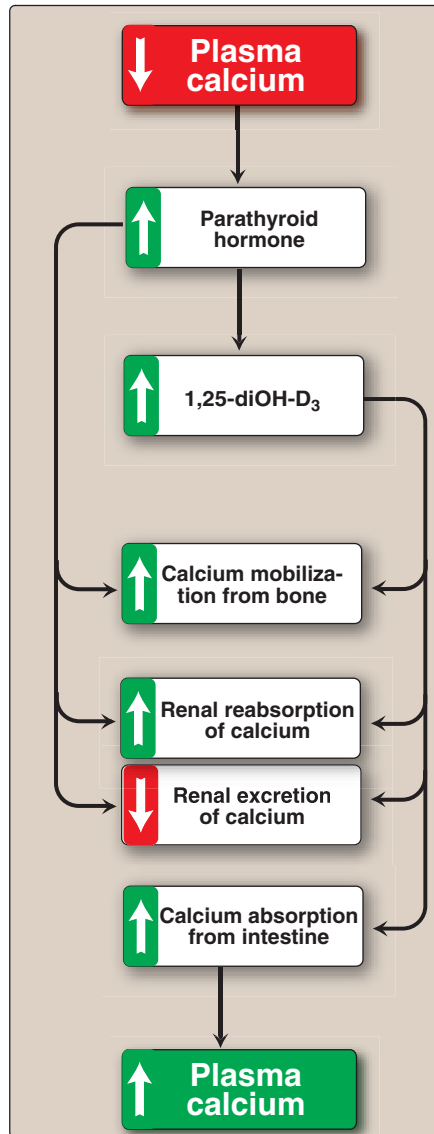 Plasma
calcium
Parathyroid
hormone
1,25-diOH-D₃
Calcium mobiliza-
tion from bone
Renal reabsorption
of calcium
Renal excretion
of calcium
Calcium absorption
from intestine
Plasma
calcium